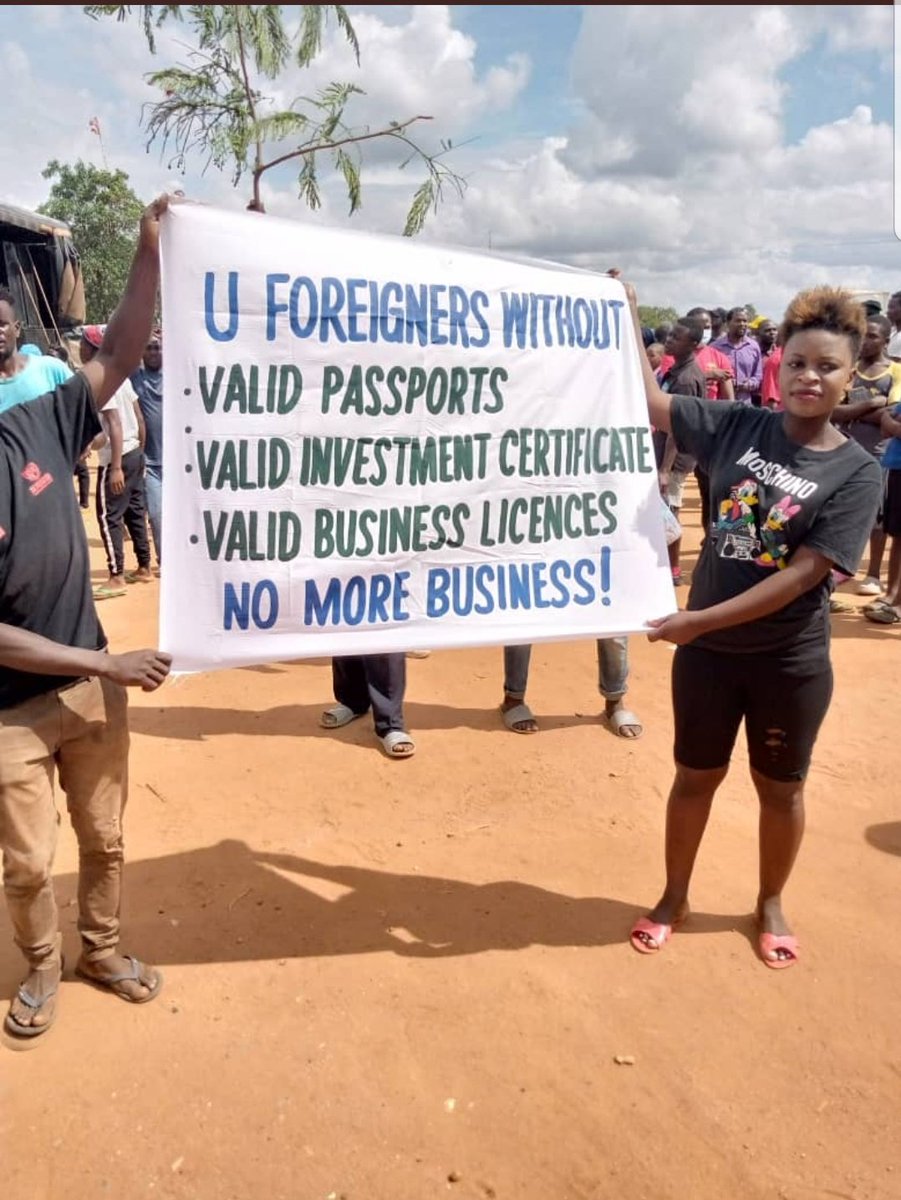 U FOREIGNERS WITHOUT
· VALID PASSPORTS
· VALID INVESTMENT CERTIFICATE
· VALID BUSINESS LICENCES
NO MORE BUSINESS!
MOSCHINO